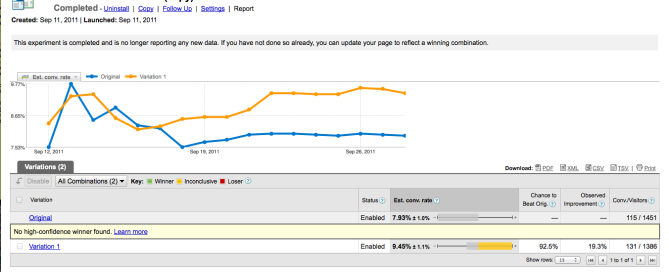 Completed - Uninstall | Copy | Follow Up | Settings | Report
Created: Sep 11, 2011 | Launched: Sep 11, 2011
This experiment is completed and is no longer reporting any new data. If you have not done so already, you can update your page to reflect a winning combination.
Est. conv. rate Original Variation 1
9.77%
8.65%
7.53%
Sep 12, 2011 Sep 19, 2011 Sep 26, 2011
Variations (2) Download: PDF XML CSV TSV | Print
Disable All Combinations (2) Key: Winner Inconclusive Loser
Variation Status Est. conv. rate Chance to Beat Orig. Observed Improvement Conv./Visitors
Original Enabled 7.93% ± 1.0% — — 115 / 1451
No high-confidence winner found. Learn more
Variation 1 Enabled 9.45% ± 1.1% 92.5% 19.3% 131 / 1386
Show rows: 1 to 1 of 1